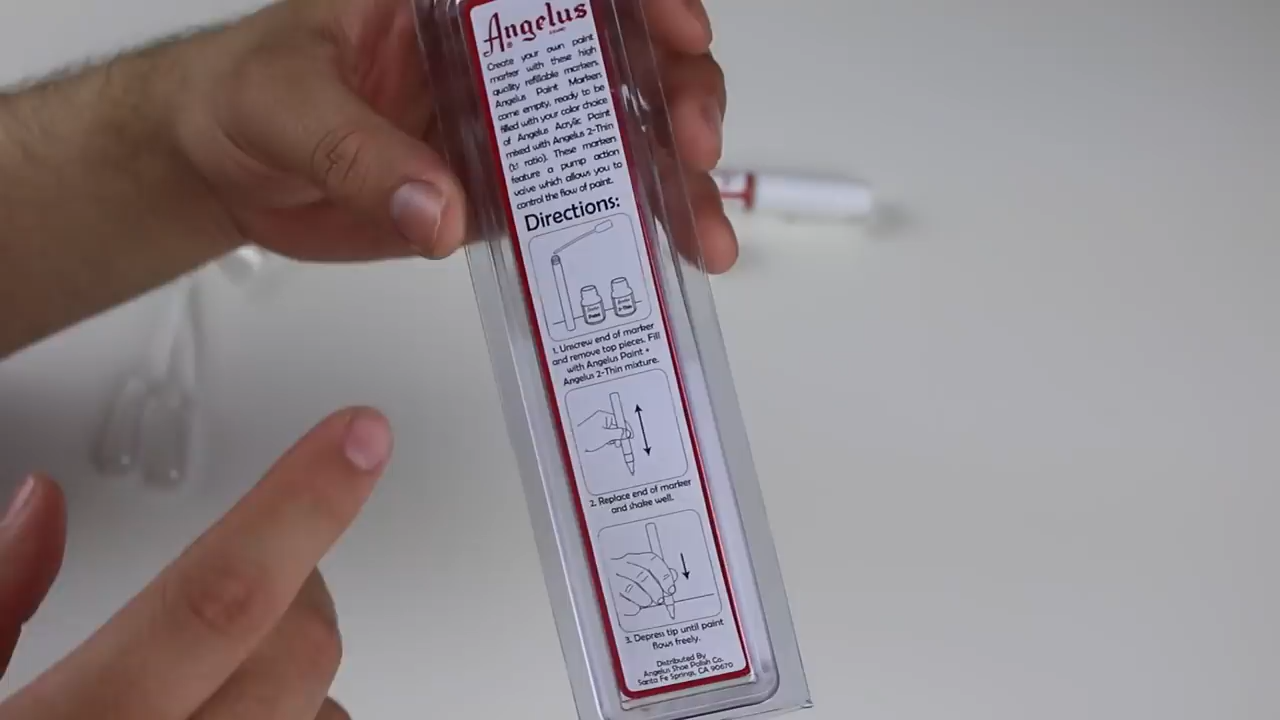 Angelus
Create your own paint
marker with these high
quality refillable markers.
Angelus Paint Markers
come empty, ready to be
filled with your color choice
of Angelus Acrylic Paint
mixed with Angelus 2-Thin
(1:1 ratio). These markers
feature a pump action
valve which allows you to
control the flow of paint.
Directions:
1. Unscrew end of marker
and remove top pieces. Fill
with Angelus Paint +
Angelus 2-Thin mixture.
2. Replace end of marker
and shake well.
3. Depress tip until paint
flows freely.
Distributed By
Angelus Shoe Polish Co.
Santa Fe Springs, CA 90670